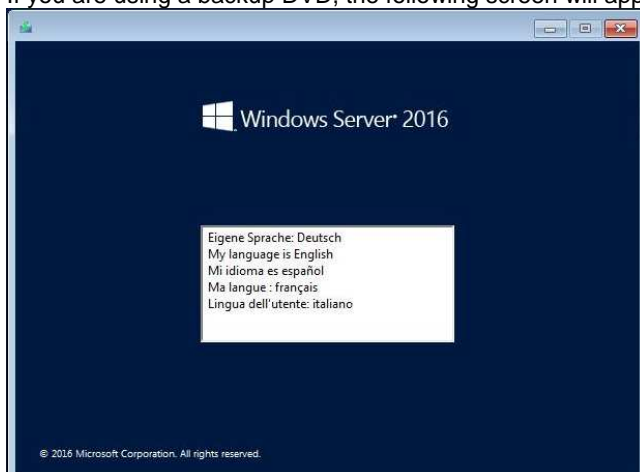 If you are using a backup DVD, the following screen will app
Windows Server 2016
Eigene Sprache: Deutsch
My language is English
Mi idioma es español
Ma langue : français
Lingua dell'utente: italiano
© 2016 Microsoft Corporation. All rights reserved.